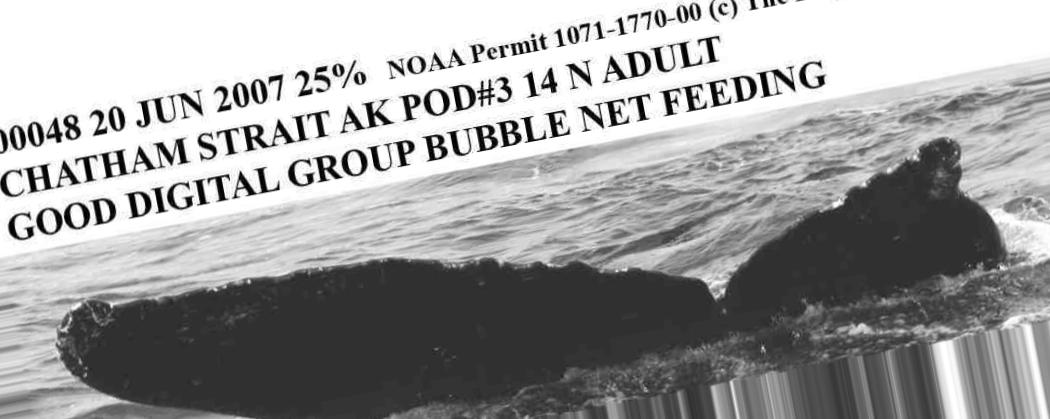 00048 20 JUN 2007 25% NOAA Permit 1071-1770-00 (c) The
CHATHAM STRAIT AK POD#3 14 N ADULT
GOOD DIGITAL GROUP BUBBLE NET FEEDING